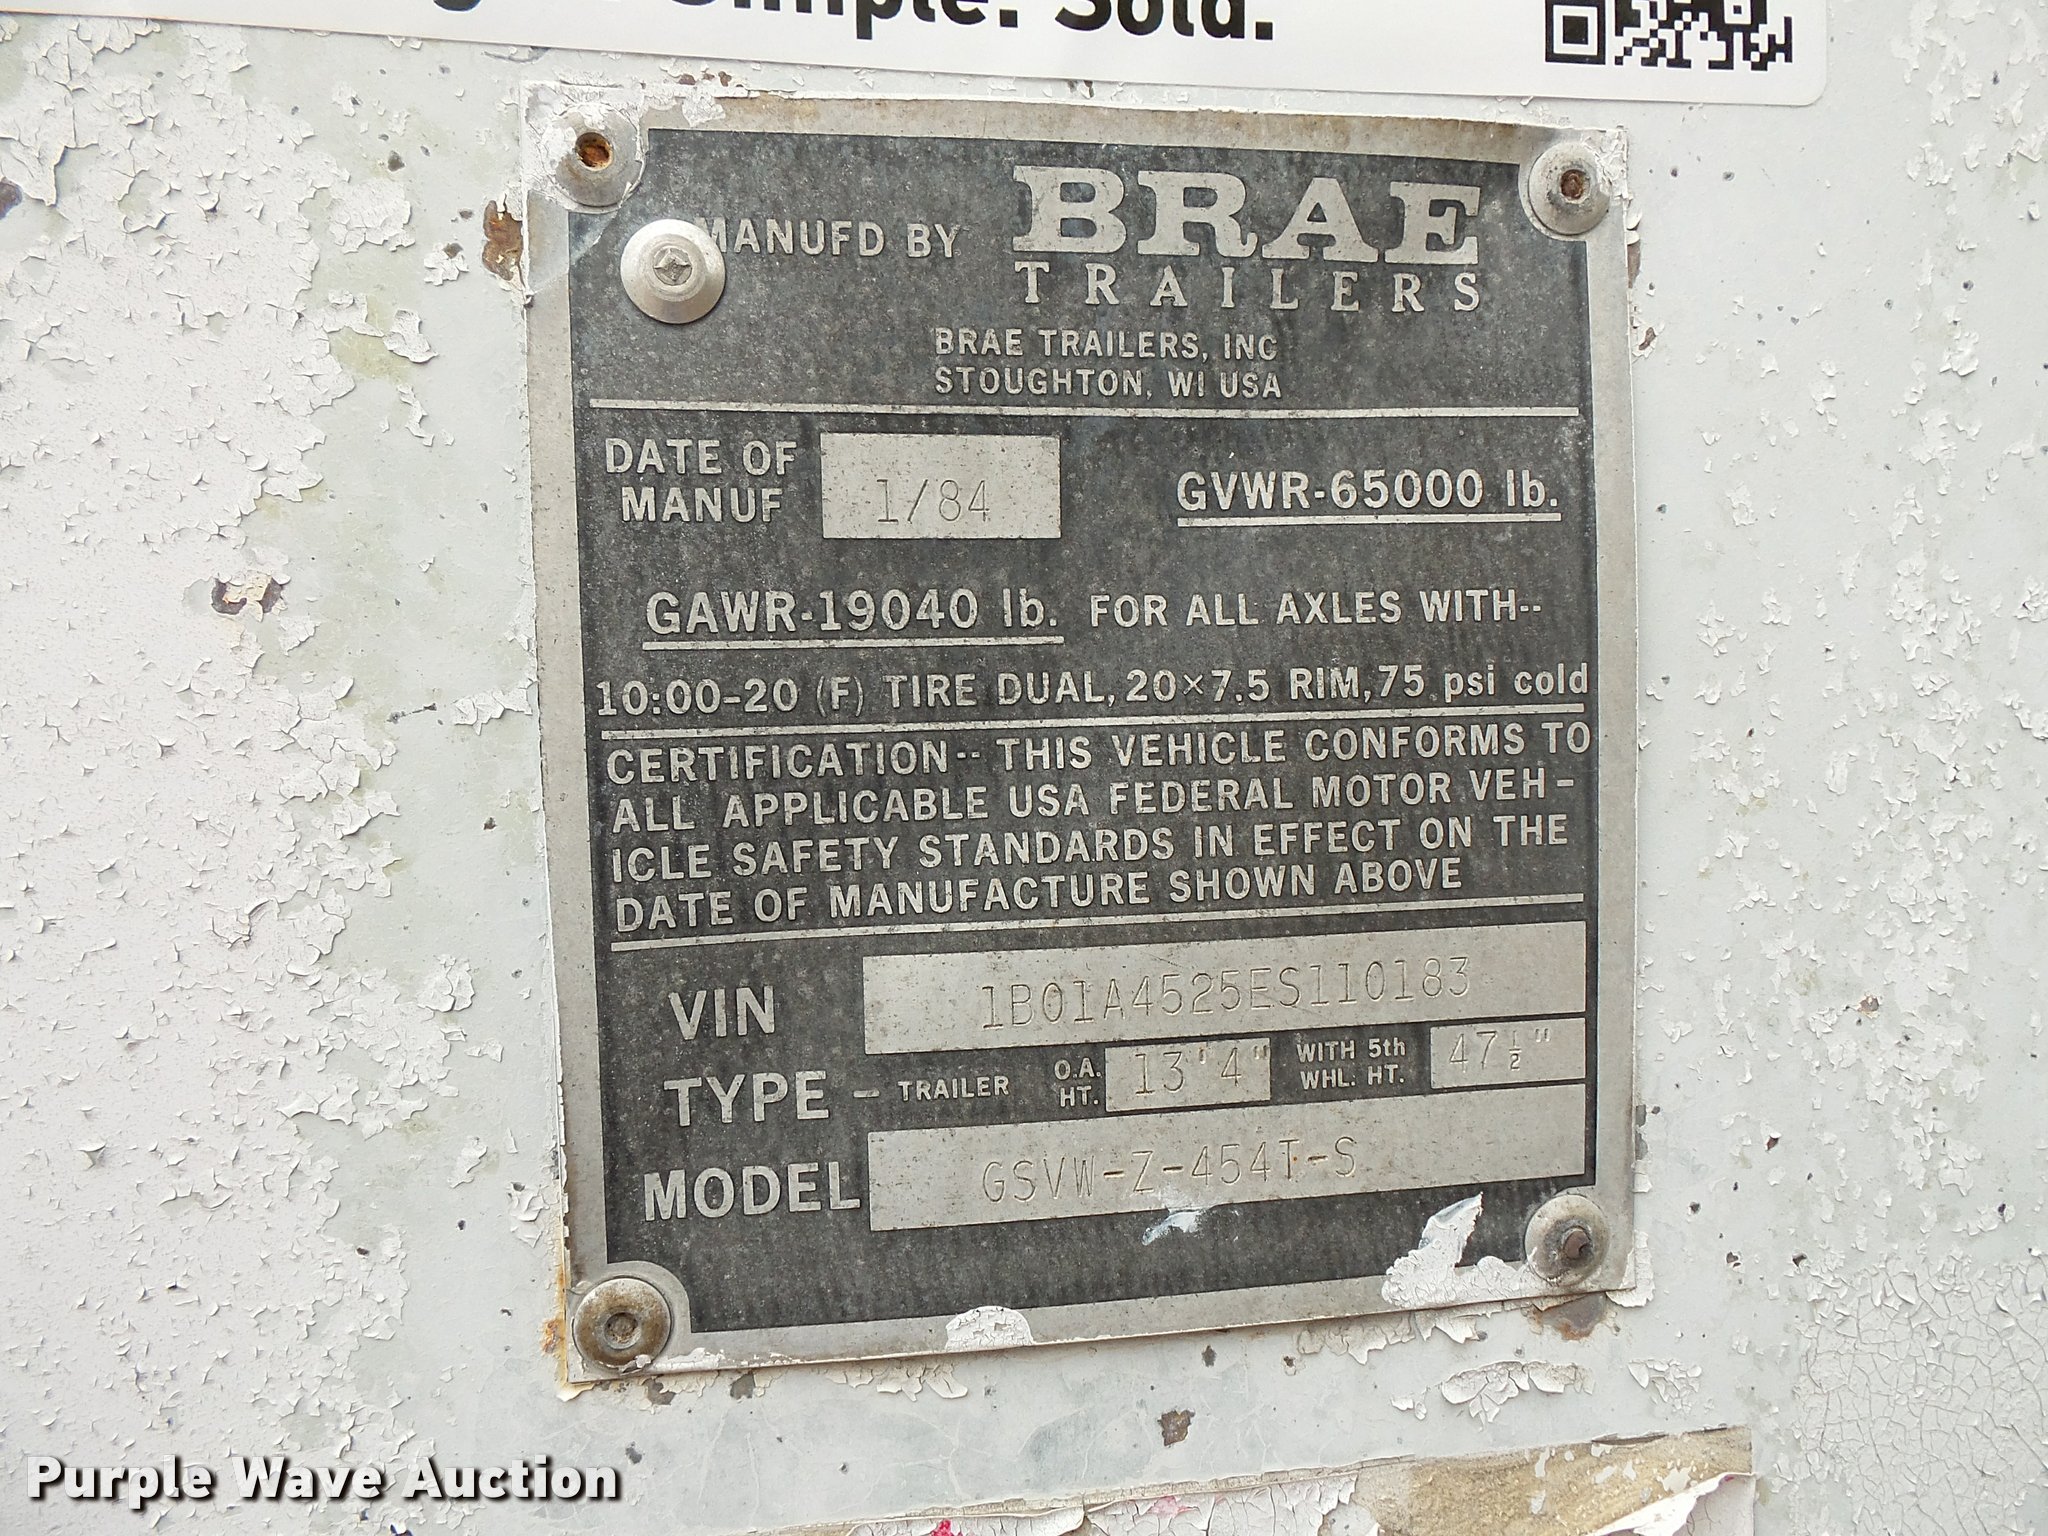 Simple. Sold.
MANUFD BY BRAE
TRAILERS
BRAE TRAILERS, INC
STOUGHTON, WI USA
DATE OF MANUF 1/84 GVWR-65000 lb.
GAWR-19040 lb. FOR ALL AXLES WITH--
10:00-20 (F) TIRE DUAL, 20×7.5 RIM, 75 psi cold
CERTIFICATION-- THIS VEHICLE CONFORMS TO
ALL APPLICABLE USA FEDERAL MOTOR VEH-
ICLE SAFETY STANDARDS IN EFFECT ON THE
DATE OF MANUFACTURE SHOWN ABOVE
VIN 1B01A4525ES110183
TYPE - TRAILER O.A. HT. 13'4" WITH 5th WHL. HT. 47½"
MODEL GSVW-Z-454T-S
Purple Wave Auction